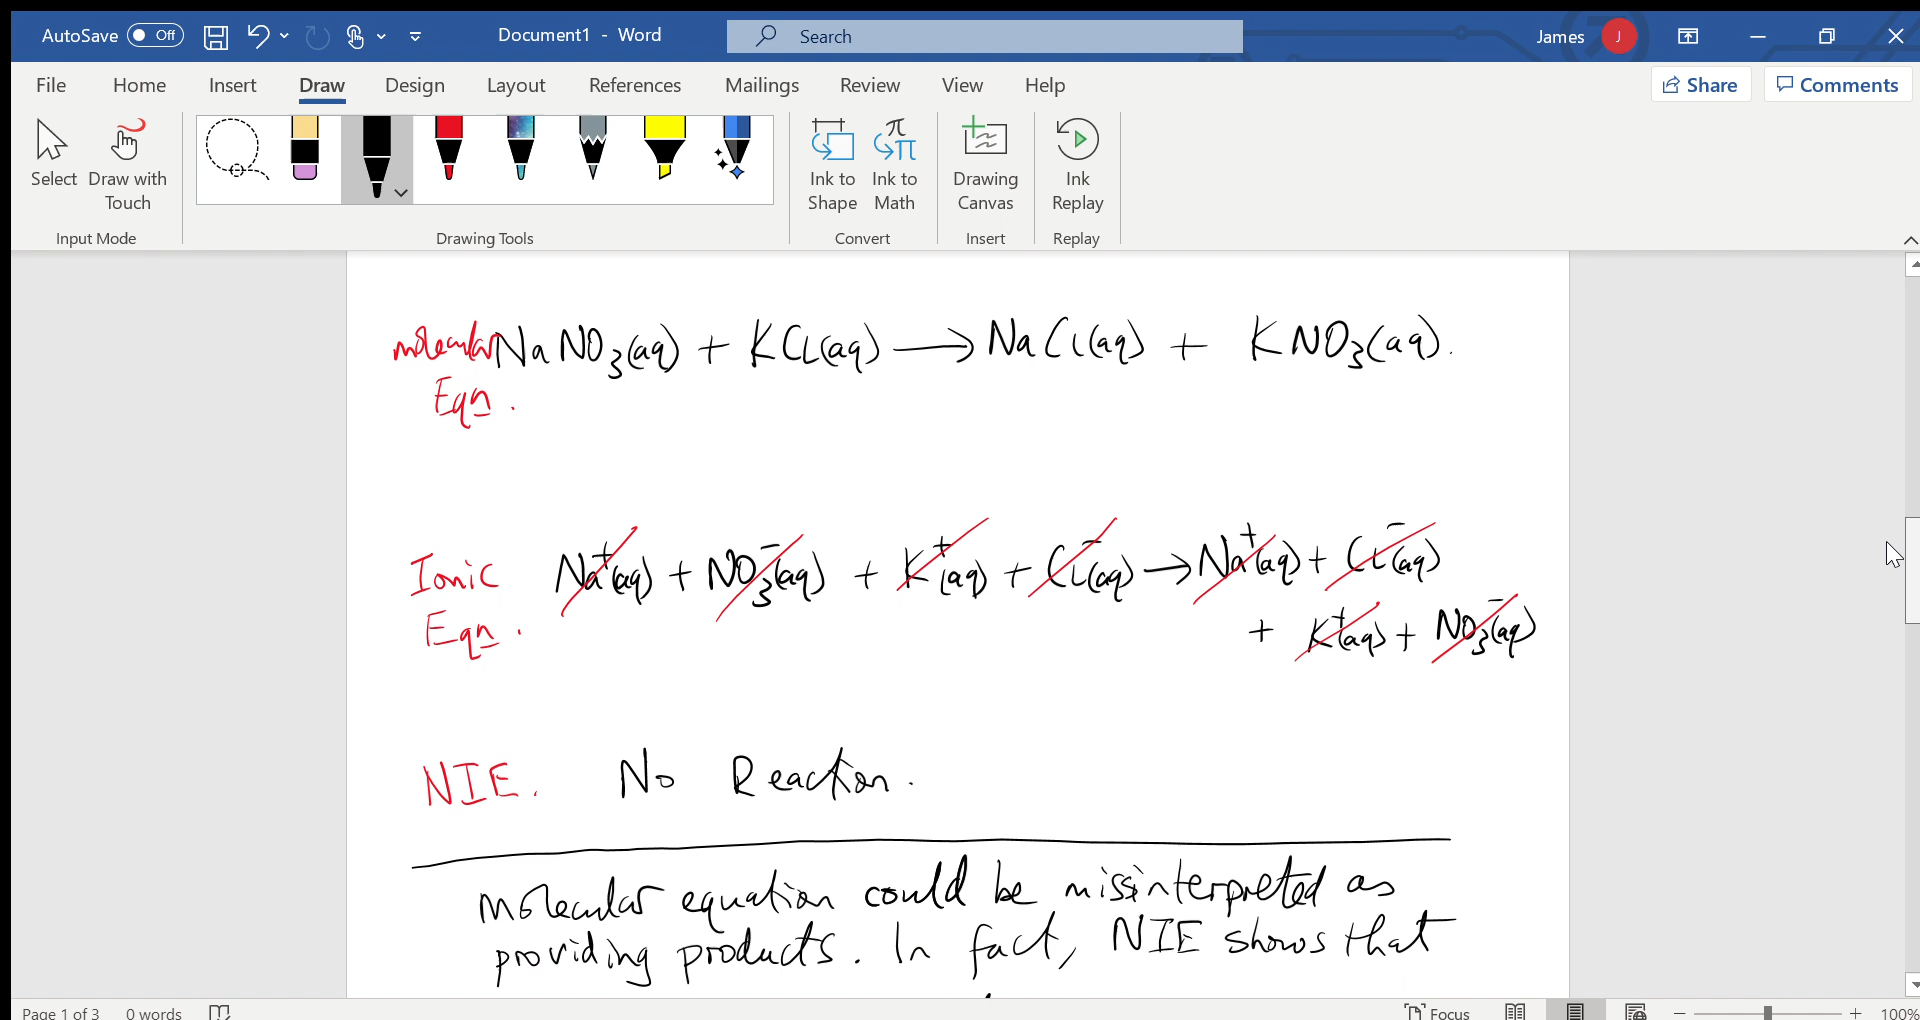 AutoSave Off Document1 - Word Search James J
File Home Insert Draw Design Layout References Mailings Review View Help Share Comments
Select Draw with Touch Ink to Shape Ink to Math Drawing Canvas Ink Replay
Input Mode Drawing Tools Convert Insert Replay
molecular NaNO₃(aq) + KCl(aq) ⟶ NaCl(aq) + KNO₃(aq).
Eqn.
Ionic Na⁺(aq) + NO₃⁻(aq) + K⁺(aq) + Cl⁻(aq) → Na⁺(aq) + Cl⁻(aq)
Eqn. + K⁺(aq) + NO₃⁻(aq)
NIE. No Reaction.
molecular equation could be missinterpreted as
providing products. In fact, NIE shows that
Page 1 of 3 0 words Focus 100%